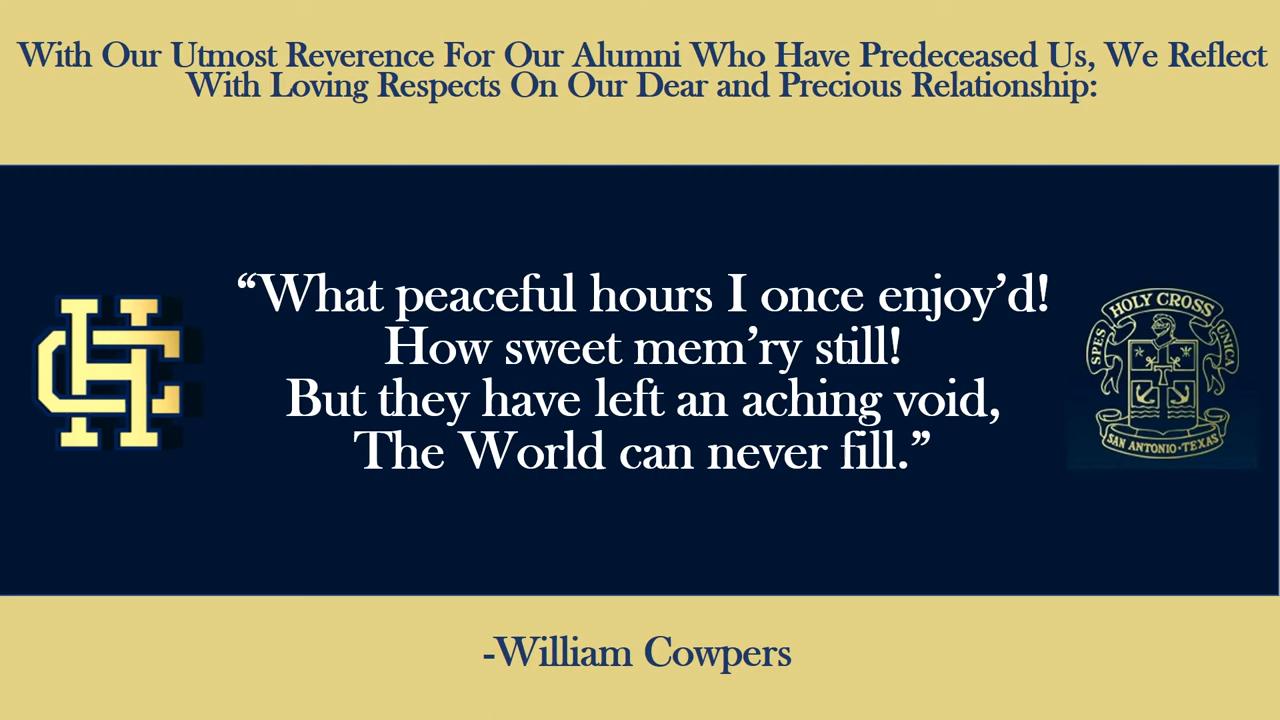 With Our Utmost Reverence For Our Alumni Who Have Predeceased Us, We Reflect
With Loving Respects On Our Dear and Precious Relationship:
“What peaceful hours I once enjoy’d!
How sweet mem’ry still!
But they have left an aching void,
The World can never fill.”
HC
HOLY CROSS
SPES UNICA
SAN ANTONIO•TEXAS
-William Cowpers